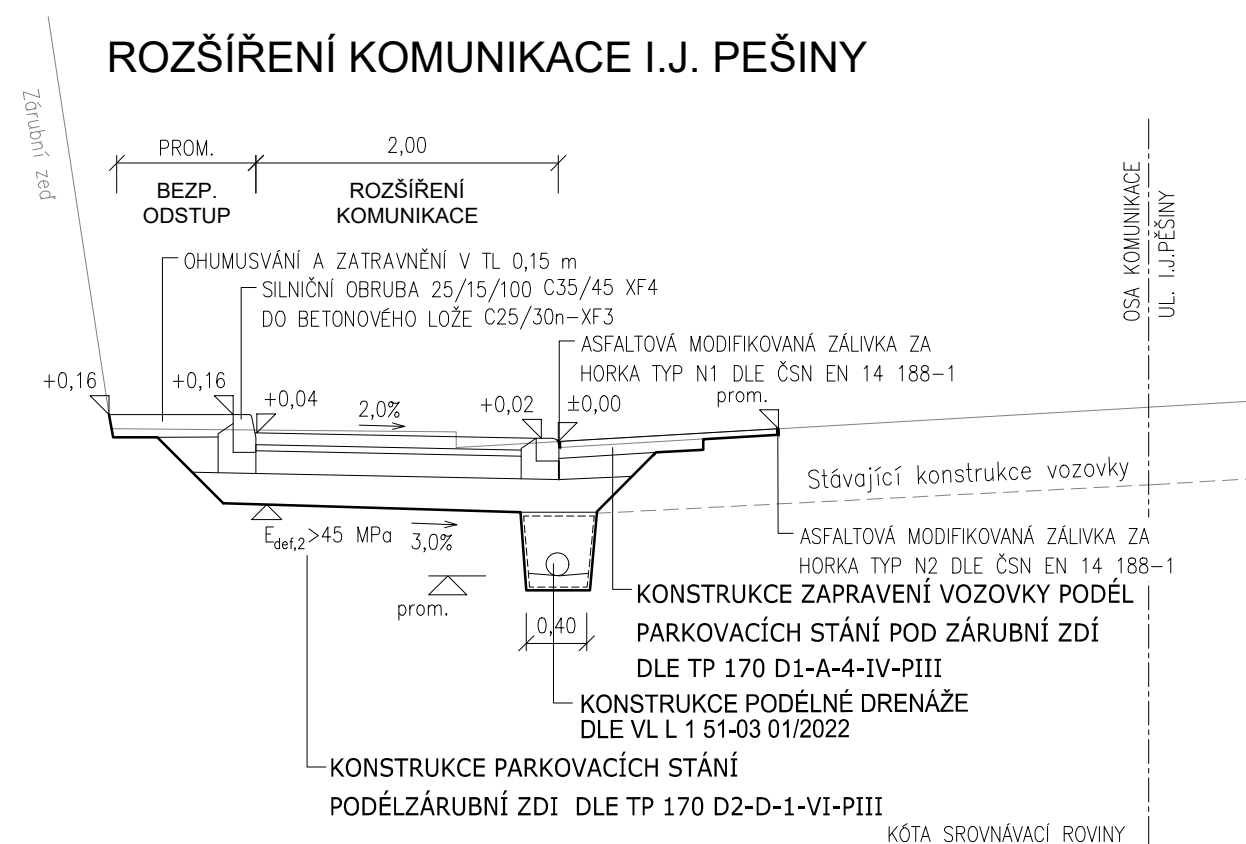 ROZŠÍŘENÍ KOMUNIKACE I.J. PEŠINY
Zárubní zeď
PROM.
2,00
BEZP.
ODSTUP
ROZŠÍŘENÍ
KOMUNIKACE
OSA KOMUNIKACE
UL. I.J.PĚŠINY
OHUMUSVÁNÍ A ZATRAVNĚNÍ V TL 0,15 m
SILNIČNÍ OBRUBA 25/15/100 C35/45 XF4
DO BETONOVÉHO LOŽE C25/30n-XF3
ASFALTOVÁ MODIFIKOVANÁ ZÁLIVKA ZA
HORKA TYP N1 DLE ČSN EN 14 188-1
+0,16
+0,16
+0,04
2,0%
+0,02
±0,00
prom.
Stávající konstrukce vozovky
Edef,2>45 MPa
3,0%
ASFALTOVÁ MODIFIKOVANÁ ZÁLIVKA ZA
HORKA TYP N2 DLE ČSN EN 14 188-1
prom.
0,40
KONSTRUKCE ZAPRAVENÍ VOZOVKY PODÉL
PARKOVACÍCH STÁNÍ POD ZÁRUBNÍ ZDÍ
DLE TP 170 D1-A-4-IV-PIII
KONSTRUKCE PODÉLNÉ DRENÁŽE
DLE VL L 1 51-03 01/2022
KONSTRUKCE PARKOVACÍCH STÁNÍ
PODÉLZÁRUBNÍ ZDI DLE TP 170 D2-D-1-VI-PIII
KÓTA SROVNÁVACÍ ROVINY